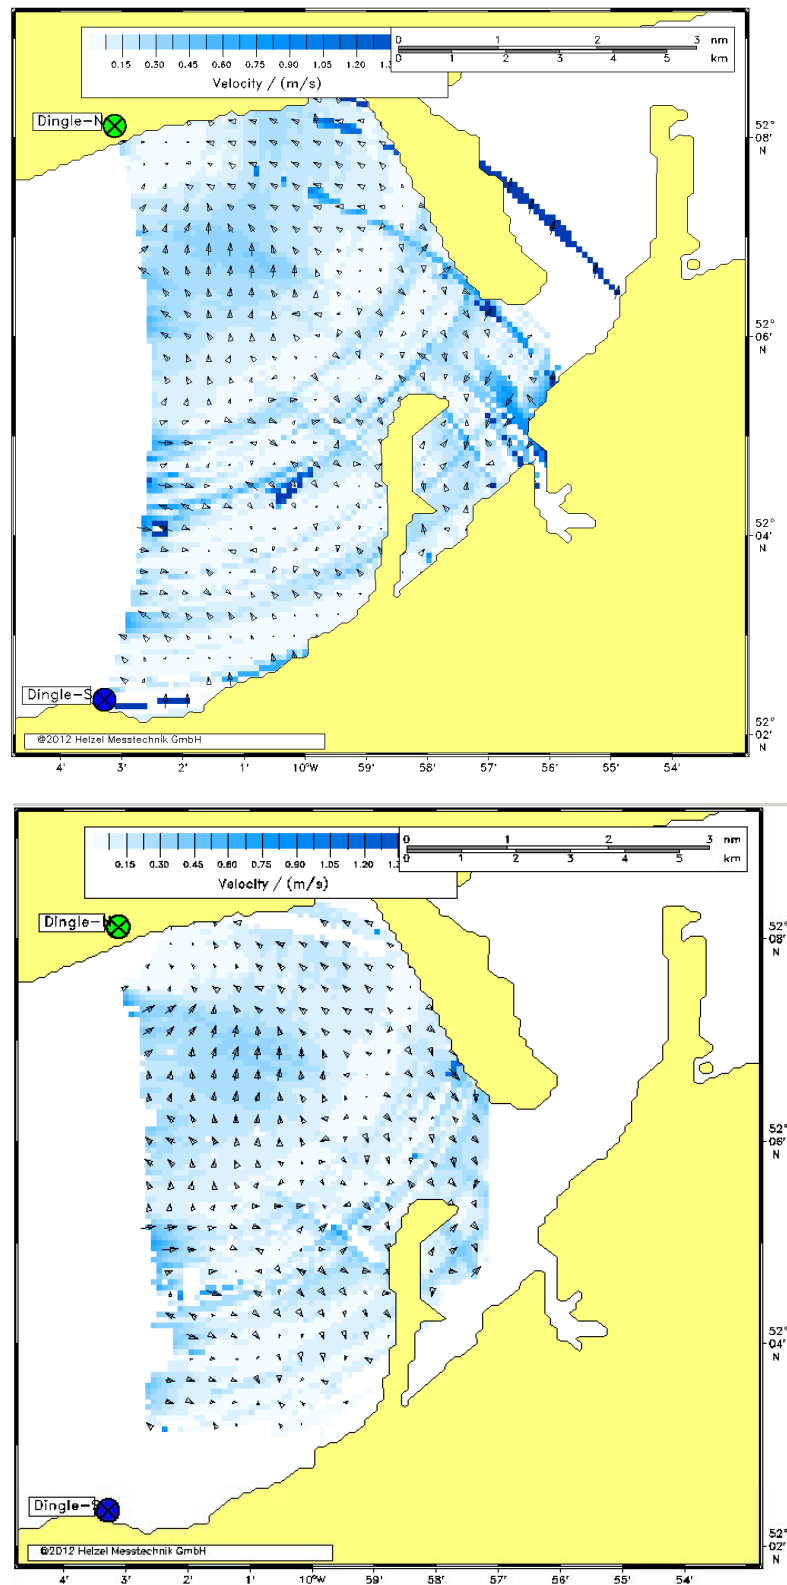 0 1 2 3 nm
0 1 2 3 4 5 km
0.15 0.30 0.45 0.60 0.75 0.90 1.05 1.20
Velocity / (m/s)
Dingle-N
52° 08' N
52° 06' N
52° 04' N
Dingle-S
52° 02' N
©2012 Helzel Messtechnik GmbH
4' 3' 2' 10°W 59' 58' 57' 56' 55' 54'
0 1 2 3 nm
0 1 2 3 4 5 km
0.15 0.30 0.45 0.60 0.75 0.90 1.05 1.20
Velocity / (m/s)
Dingle-
52° 08' N
52° 06' N
52° 04' N
Dingle-S
52° 02' N
©2012 Helzel Messtechnik GmbH
4' 3' 2' 10°W 59' 58' 57' 56' 55' 54'